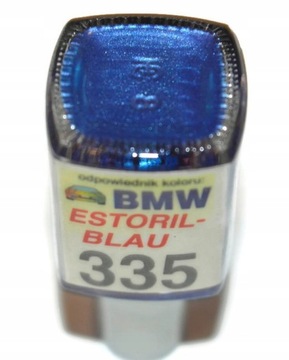 odpowiednik koloru:
BMW
ESTORIL-
BLAU
335